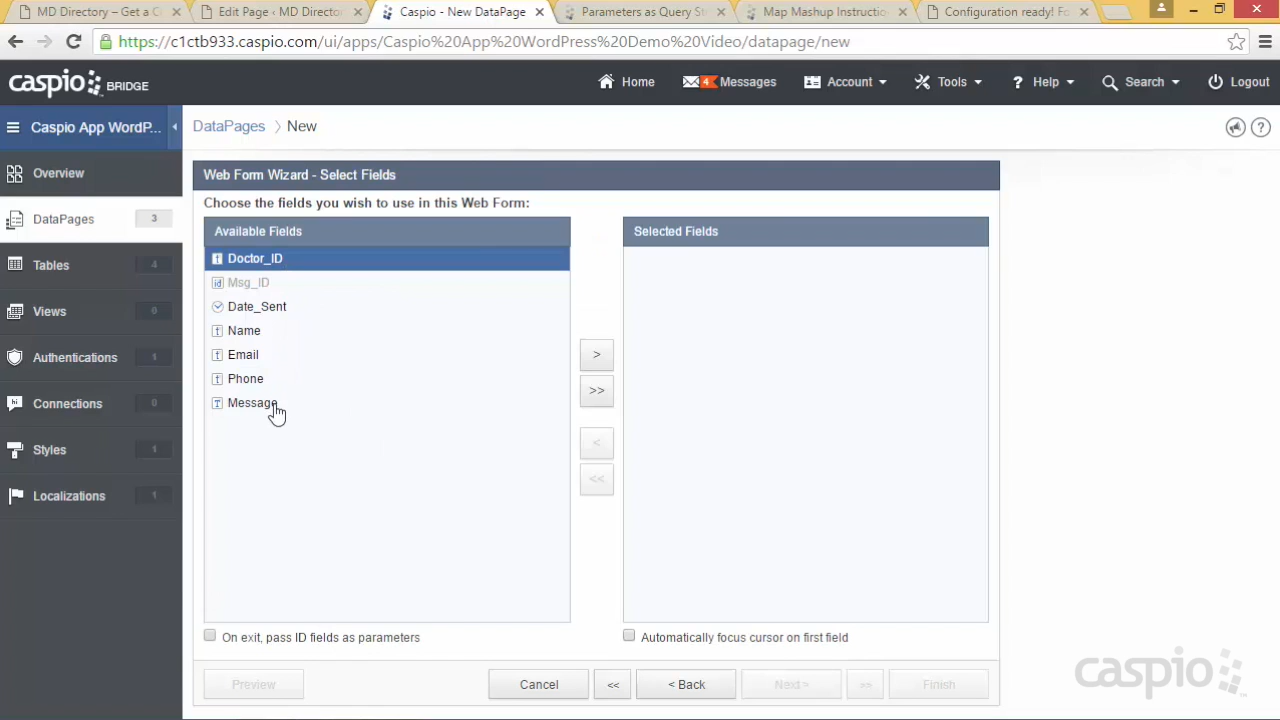 MD Directory – Get a C
Edit Page ‹ MD Director
Caspio - New DataPage
Parameters as Query St
Map Mashup Instructio
Configuration ready! Fo
https://c1ctb933.caspio.com/ui/apps/Caspio%20App%20WordPress%20Demo%20Video/datapage/new
caspio BRIDGE
Home
4
Messages
Account
Tools
? Help
Search
Logout
Caspio App WordP...
DataPages
New
?
Overview
DataPages 3
Tables 4
Views 0
Authentications 1
Connections 0
Styles 1
Localizations 1
Web Form Wizard - Select Fields
Choose the fields you wish to use in this Web Form:
Available Fields
Doctor_ID
Msg_ID
Date_Sent
Name
Email
Phone
Message
>
>>
<
<<
Selected Fields
On exit, pass ID fields as parameters
Automatically focus cursor on first field
Preview
Cancel
<<
< Back
Next >
>>
Finish
caspio